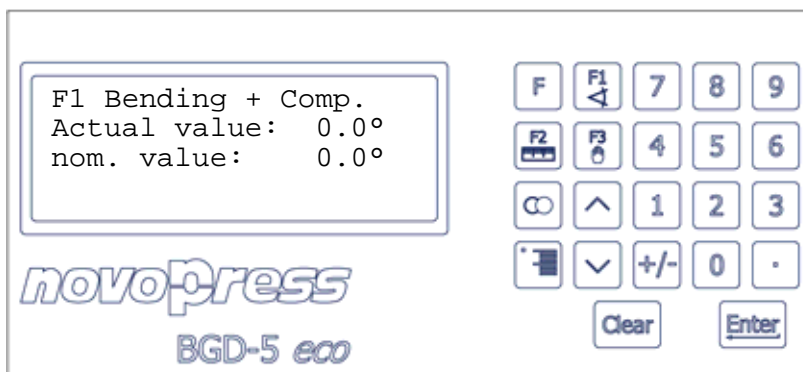 F1 Bending + Comp.
Actual value: 0.0°
nom. value: 0.0°
novopress
BGD-5 eco
F F1 7 8 9
F2 F3 4 5 6
1 2 3
+/- 0 .
Clear Enter